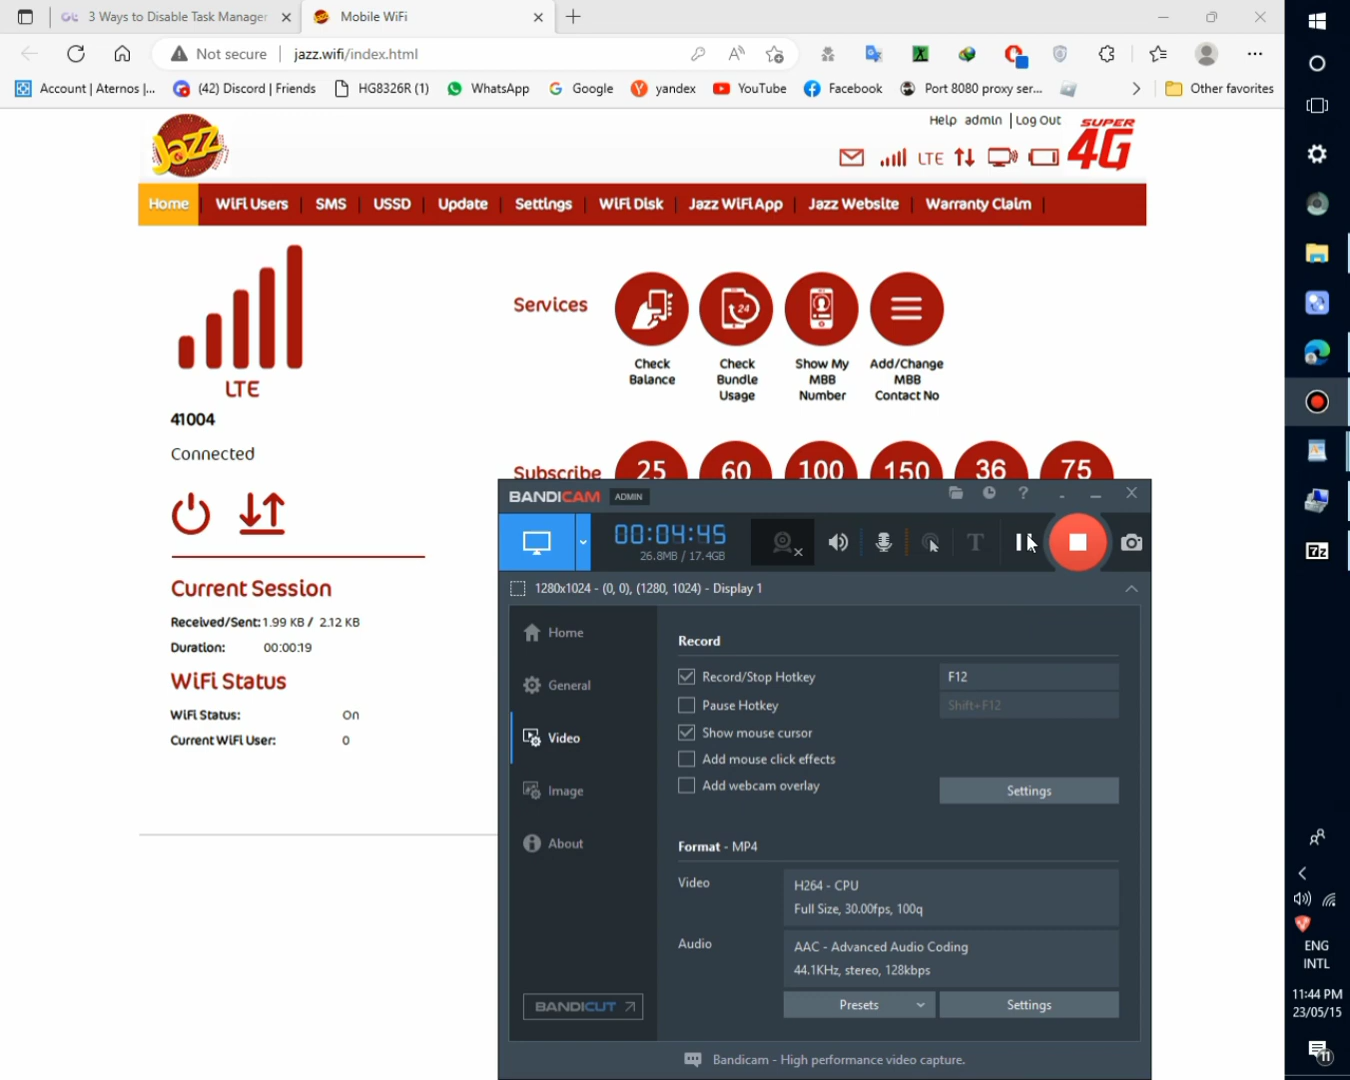 3 Ways to Disable Task Manager
Mobile WiFi
Not secure
jazz.wifi/index.html
Account | Aternos |...
(42) Discord | Friends
HG8326R (1)
WhatsApp
Google
yandex
YouTube
Facebook
Port 8080 proxy ser...
Other favorites
Jazz
Help admin | Log Out
SUPER
4G
LTE
Home
WiFi Users
SMS
USSD
Update
Settings
WiFi Disk
Jazz WiFi App
Jazz Website
Warranty Claim
LTE
41004
Connected
Services
24
Check
Balance
Check
Bundle
Usage
Show My
MBB
Number
Add/Change
MBB
Contact No
Subscribe
25
60
100
150
36
75
Current Session
Received/Sent: 1.99 KB / 2.12 KB
Duration: 00:00:19
WiFi Status
WiFi Status: On
Current WiFi User: 0
BANDICAM ADMIN
00:04:45
26.8MB / 17.4GB
1280x1024 - (0, 0), (1280, 1024) - Display 1
Home
General
Video
Image
About
BANDICUT
Record
Record/Stop Hotkey
F12
Pause Hotkey
Shift+F12
Show mouse cursor
Add mouse click effects
Add webcam overlay
Settings
Format - MP4
Video
H264 - CPU
Full Size, 30.00fps, 100q
Audio
AAC - Advanced Audio Coding
44.1KHz, stereo, 128kbps
Presets
Settings
Bandicam - High performance video capture.
7z
ENG
INTL
11:44 PM
23/05/15
11